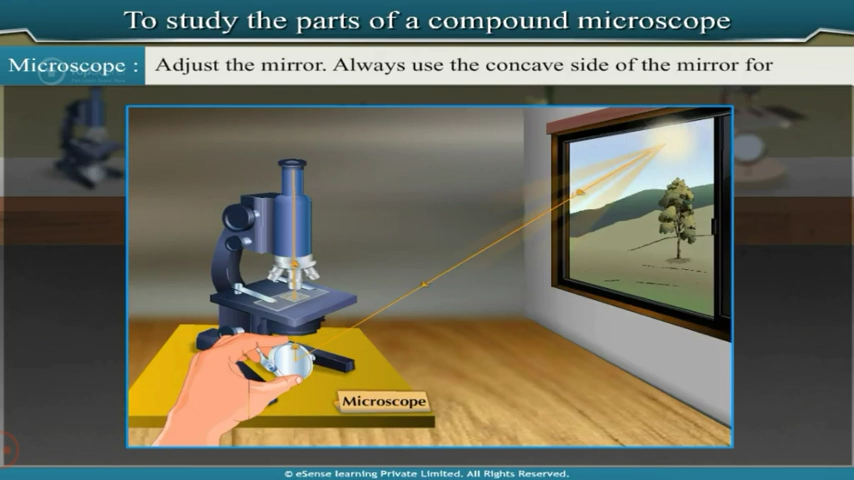 To study the parts of a compound microscope
Microscope :
Adjust the mirror. Always use the concave side of the mirror for
Microscope
© eSense learning Private Limited. All Rights Reserved.